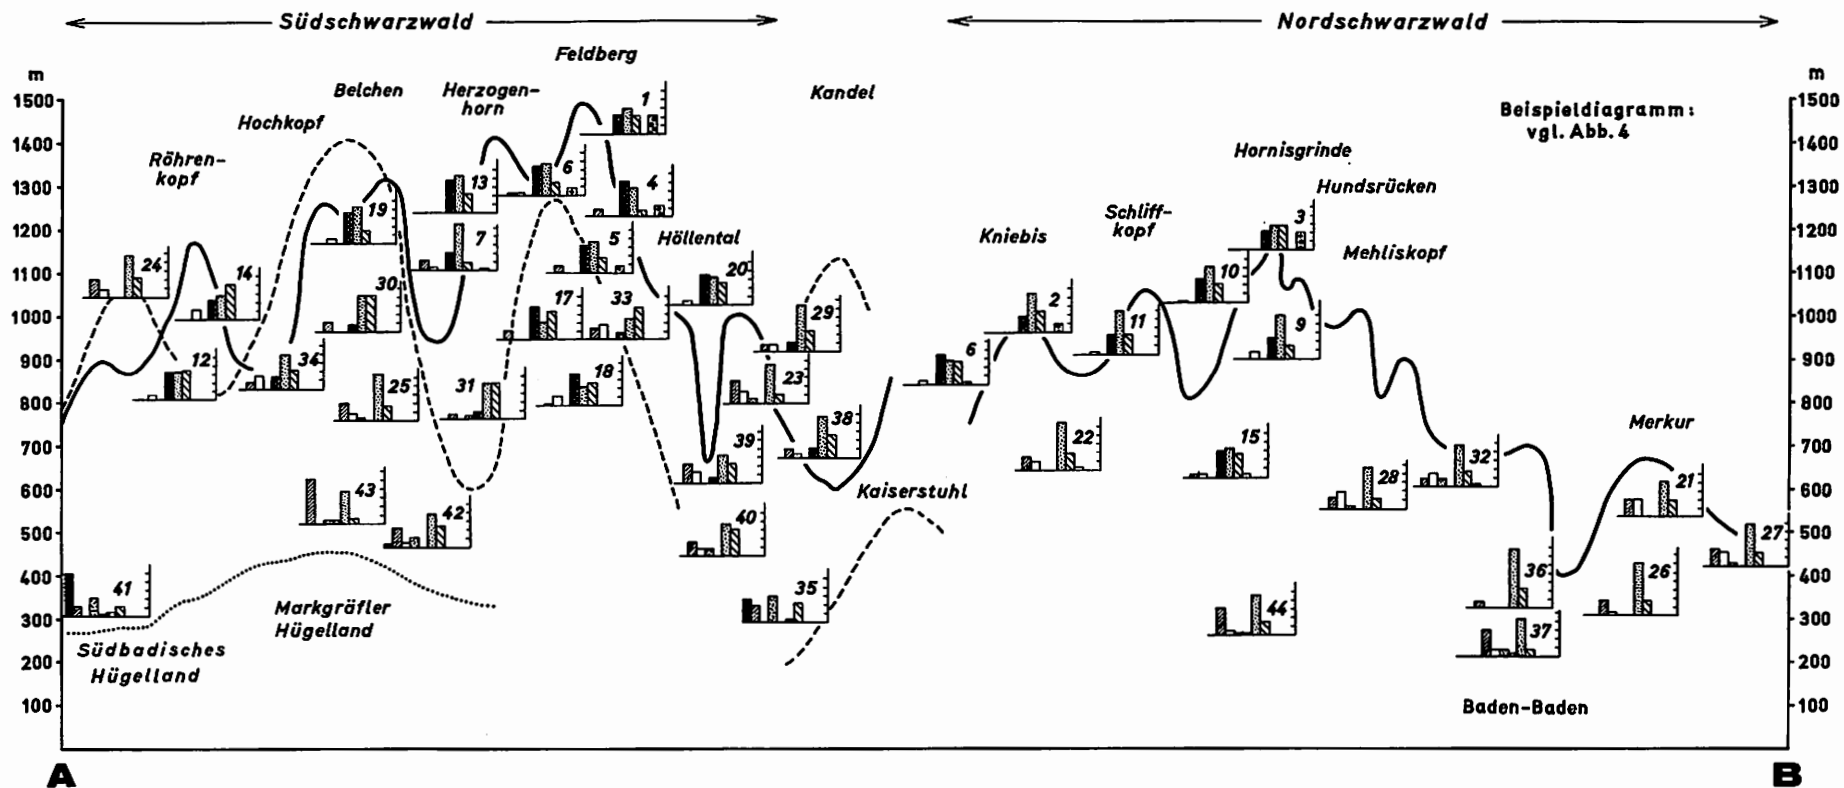 Südschwarzwald
Nordschwarzwald
Feldberg
Belchen
Herzogen-
horn
Kandel
Hochkopf
Röhren-
kopf
Höllental
Kniebis
Schliff-
kopf
Hornisgrinde
Hundsrücken
Mehliskopf
Beispieldiagramm:
vgl. Abb. 4
Merkur
Kaiserstuhl
Markgräfler
Hügelland
Südbadisches
Hügelland
Baden-Baden
m
1500
1400
1300
1200
1100
1000
900
800
700
600
500
400
300
200
100
m
1500
1400
1300
1200
1100
1000
900
800
700
600
500
400
300
200
100
1
13
6
4
19
7
5
24
14
30
17
33
20
29
12
34
25
31
18
23
38
39
43
42
40
41
35
3
10
2
11
9
6
22
15
28
32
21
27
36
26
44
37
A
B